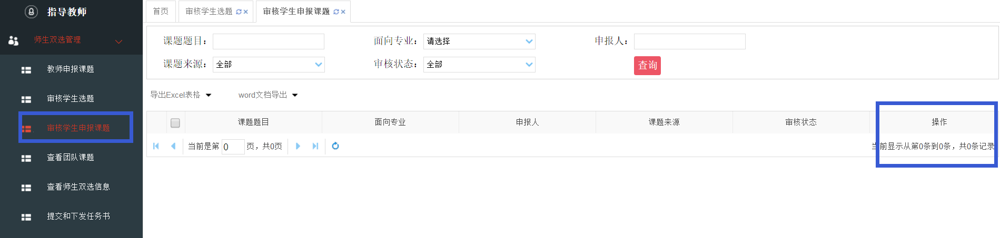 指导教师
师生双选管理
教师申报课题
审核学生选题
审核学生申报课题
查看团队课题
查看师生双选信息
提交和下发任务书
首页 审核学生选题 审核学生申报课题
课题题目： 面向专业： 请选择 申报人：
课题来源： 全部 审核状态： 全部 查询
导出Excel表格 word文档导出
课题题目 面向专业 申报人 课题来源 审核状态 操作
当前是第 0 页，共0页 当前显示从第0条到0条，共0条记录